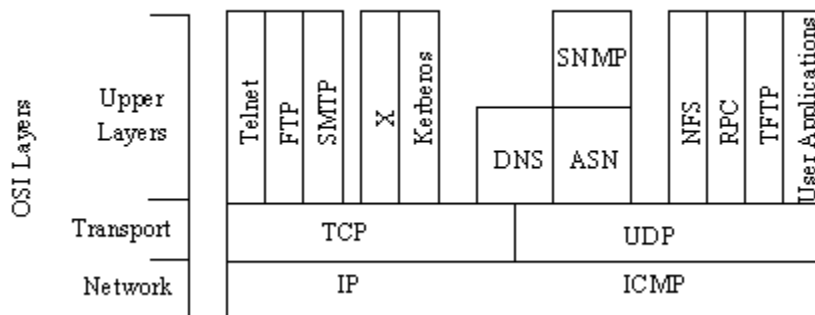 OSI Layers
Upper
Layers
Transport
Network
Telnet
FTP
SMTP
X
Kerberos
DNS
SNMP
ASN
NFS
RPC
TFTP
User Applications
TCP
UDP
IP
ICMP